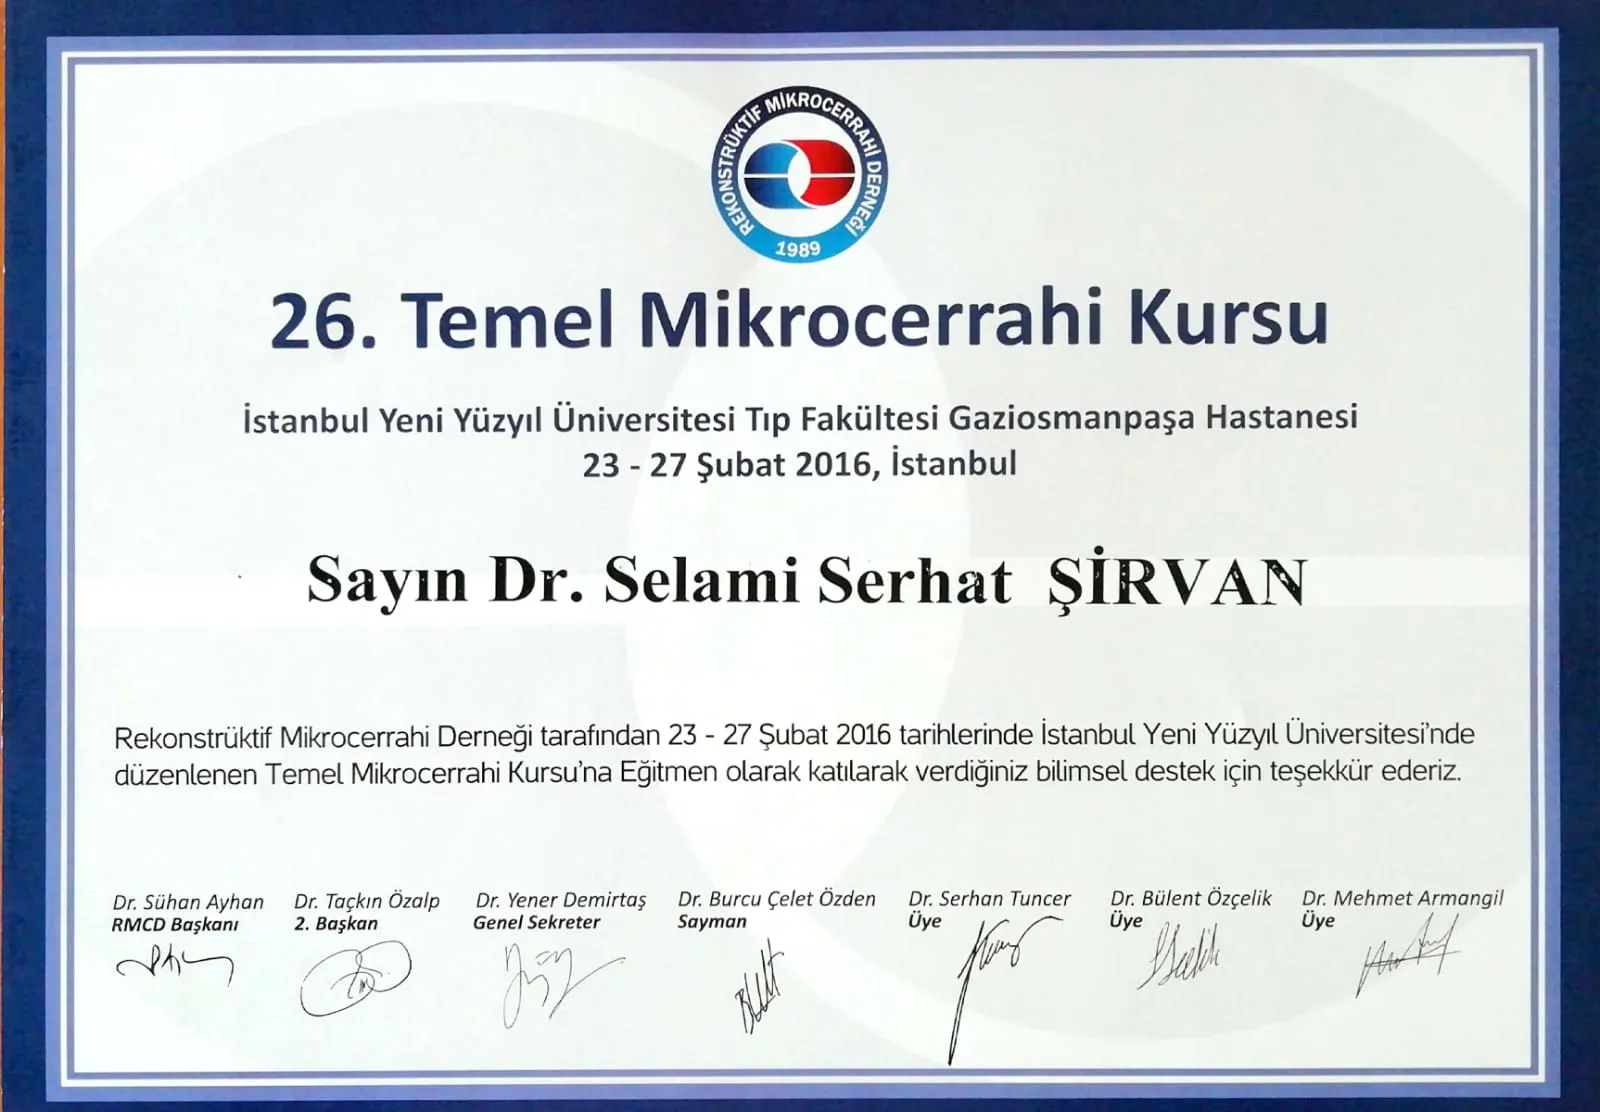 REKONSTRÜKTİF MİKROCERRAHİ DERNEĞİ
1989
26. Temel Mikrocerrahi Kursu
İstanbul Yeni Yüzyıl Üniversitesi Tıp Fakültesi Gaziosmanpaşa Hastanesi
23 - 27 Şubat 2016, İstanbul
Sayın Dr. Selami Serhat ŞİRVAN
Rekonstrüktif Mikrocerrahi Derneği tarafından 23 - 27 Şubat 2016 tarihlerinde İstanbul Yeni Yüzyıl Üniversitesi'nde
düzenlenen Temel Mikrocerrahi Kursu'na Eğitmen olarak katılarak verdiğiniz bilimsel destek için teşekkür ederiz.
Dr. Sühan Ayhan Dr. Taçkın Özalp Dr. Yener Demirtaş Dr. Burcu Çelet Özden Dr. Serhan Tuncer Dr. Bülent Özçelik Dr. Mehmet Armangil
RMCD Başkanı 2. Başkan Genel Sekreter Sayman Üye Üye Üye